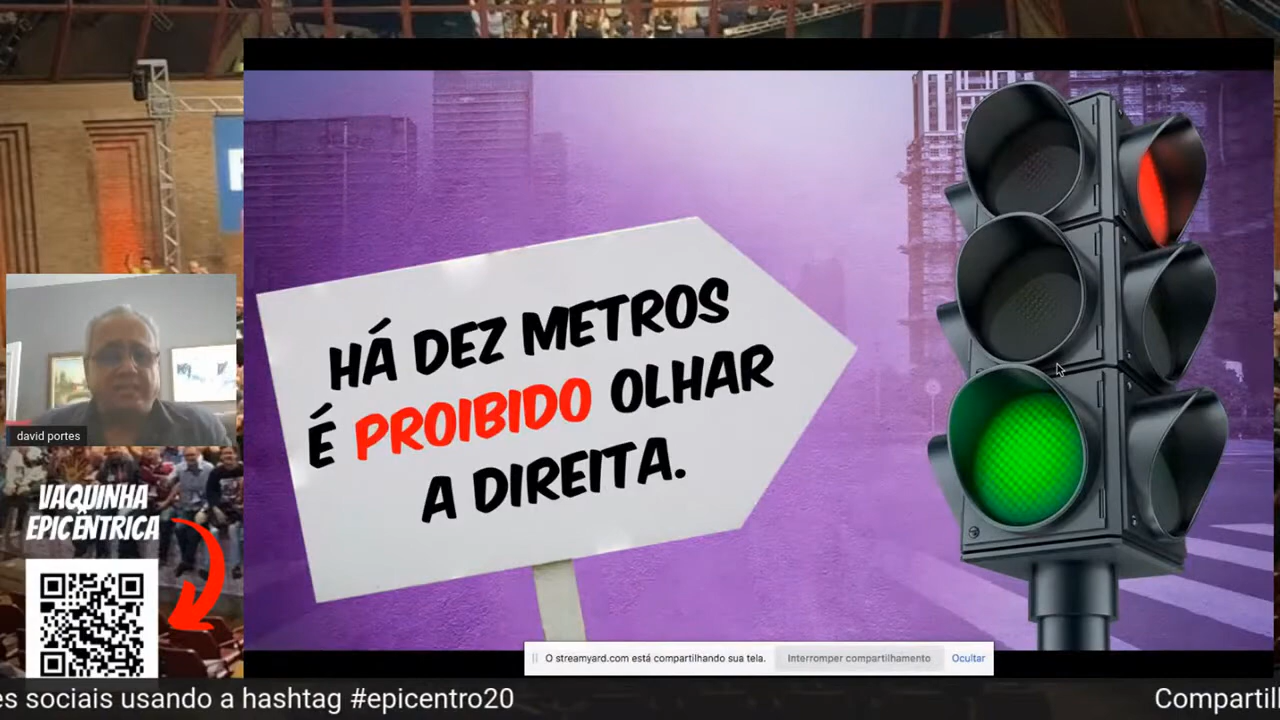 HÁ DEZ METROS
É PROIBIDO OLHAR
A DIREITA.
david portes
VAQUINHA
EPICÊNTRICA
O streamyard.com está compartilhando sua tela. Interromper compartilhamento Ocultar
es sociais usando a hashtag #epicentro20 Compartil